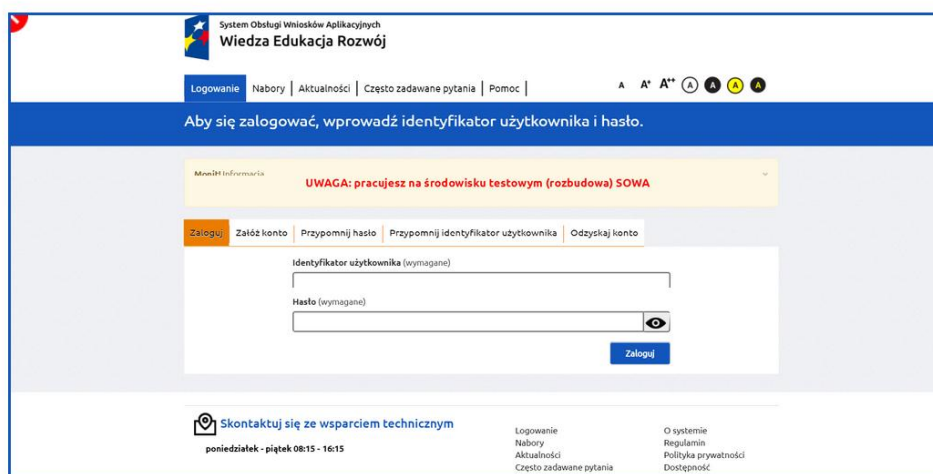 System Obsługi Wniosków Aplikacyjnych
Wiedza Edukacja Rozwój
Logowanie Nabory Aktualności Często zadawane pytania Pomoc A A+ A++ A A A A
Aby się zalogować, wprowadź identyfikator użytkownika i hasło.
Monit! Informacja
UWAGA: pracujesz na środowisku testowym (rozbudowa) SOWA
Zaloguj Załóż konto Przypomnij hasło Przypomnij identyfikator użytkownika Odzyskaj konto
Identyfikator użytkownika (wymagane)
Hasło (wymagane)
Zaloguj
Skontaktuj się ze wsparciem technicznym
poniedziałek - piątek 08:15 - 16:15
Logowanie O systemie
Nabory Regulamin
Aktualności Polityka prywatności
Często zadawane pytania Dostępność